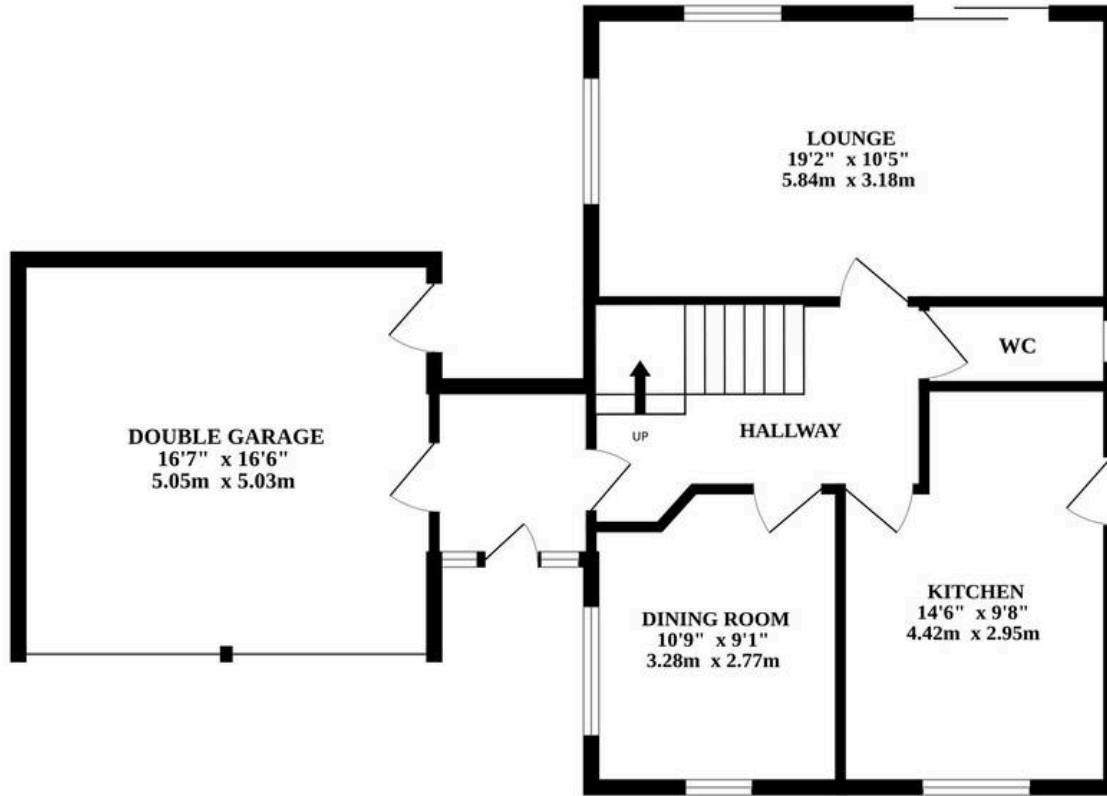 LOUNGE
19'2" x 10'5"
5.84m x 3.18m
WC
DOUBLE GARAGE
16'7" x 16'6"
5.05m x 5.03m
UP
HALLWAY
DINING ROOM
10'9" x 9'1"
3.28m x 2.77m
KITCHEN
14'6" x 9'8"
4.42m x 2.95m